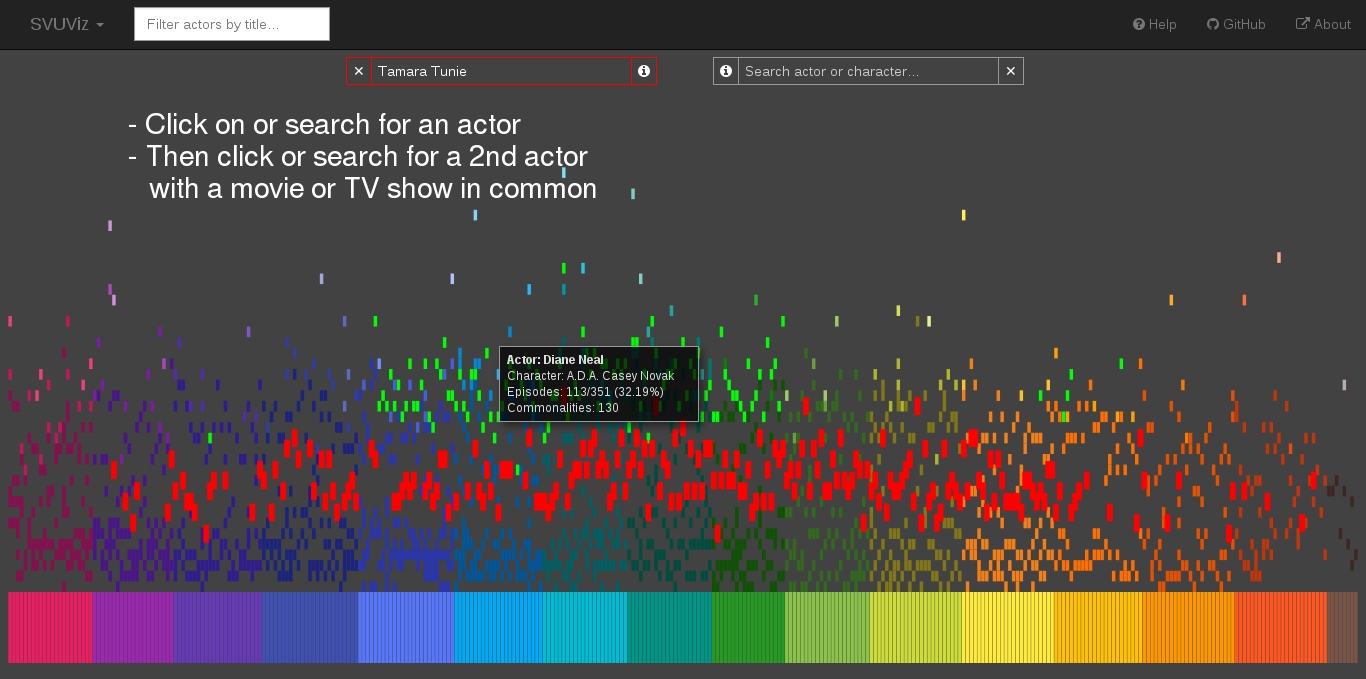 SVUViz
Filter actors by title...
Help
GitHub
About
Tamara Tunie
Search actor or character...
- Click on or search for an actor
- Then click or search for a 2nd actor
with a movie or TV show in common
Actor: Diane Neal
Character: A.D.A. Casey Novak
Episodes: 113/351 (32.19%)
Commonalities: 130